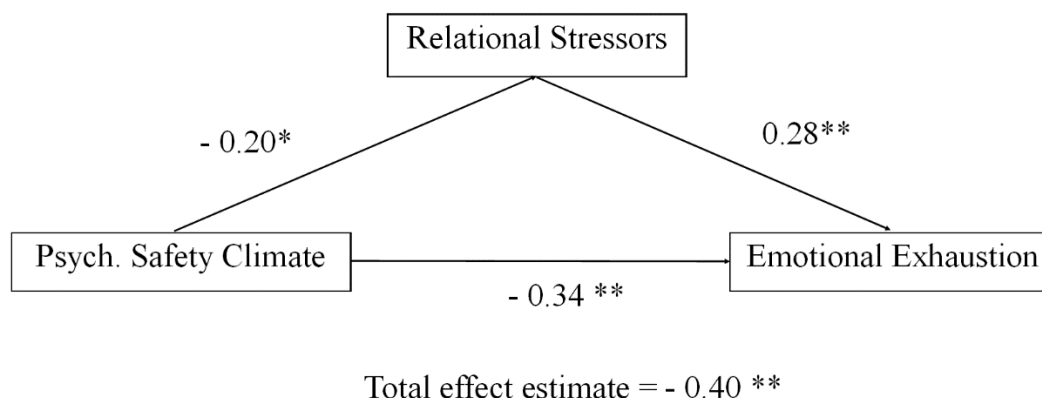 Relational Stressors
- 0.20*
0.28**
Psych. Safety Climate
Emotional Exhaustion
- 0.34 **
Total effect estimate = - 0.40 **